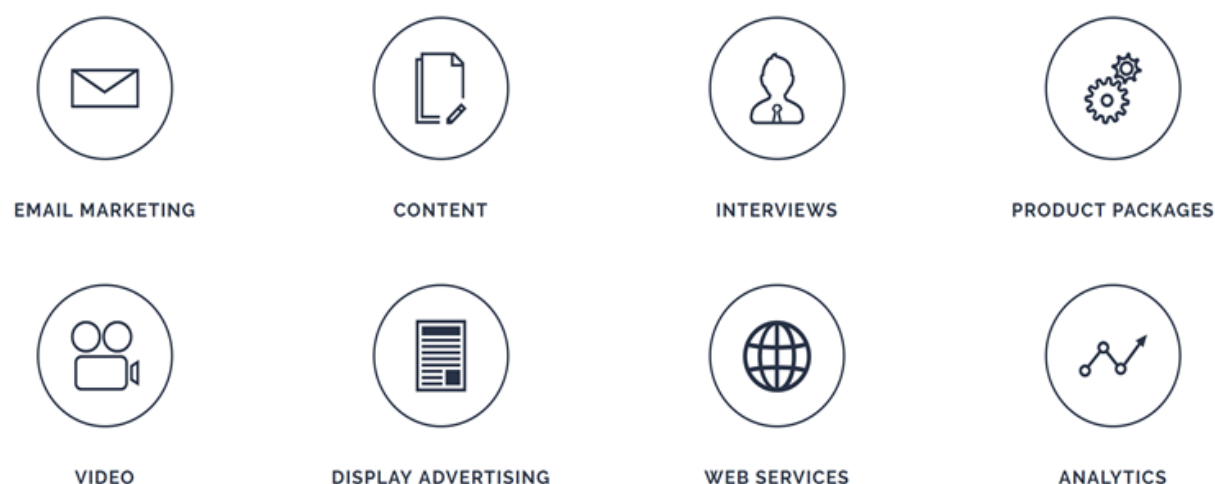 EMAIL MARKETING
CONTENT
INTERVIEWS
PRODUCT PACKAGES
VIDEO
DISPLAY ADVERTISING
WEB SERVICES
ANALYTICS